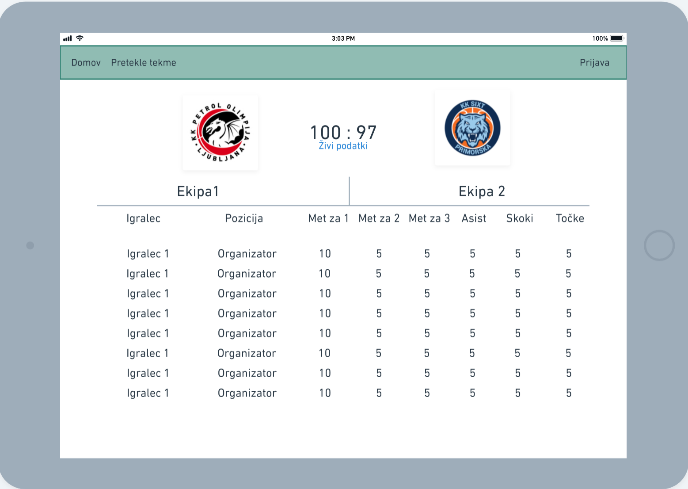 3:03 PM
100%
Domov Pretekle tekme Prijava
KK PETROL OLIMPIJA
LJUBLJANA
100 : 97
Živi podatki
KK SIXT
PRIMORSKA
Ekipa1 Ekipa 2
Igralec Pozicija Met za 1 Met za 2 Met za 3 Asist Skoki Točke
Igralec 1 Organizator 10 5 5 5 5 5
Igralec 1 Organizator 10 5 5 5 5 5
Igralec 1 Organizator 10 5 5 5 5 5
Igralec 1 Organizator 10 5 5 5 5 5
Igralec 1 Organizator 10 5 5 5 5 5
Igralec 1 Organizator 10 5 5 5 5 5
Igralec 1 Organizator 10 5 5 5 5 5
Igralec 1 Organizator 10 5 5 5 5 5